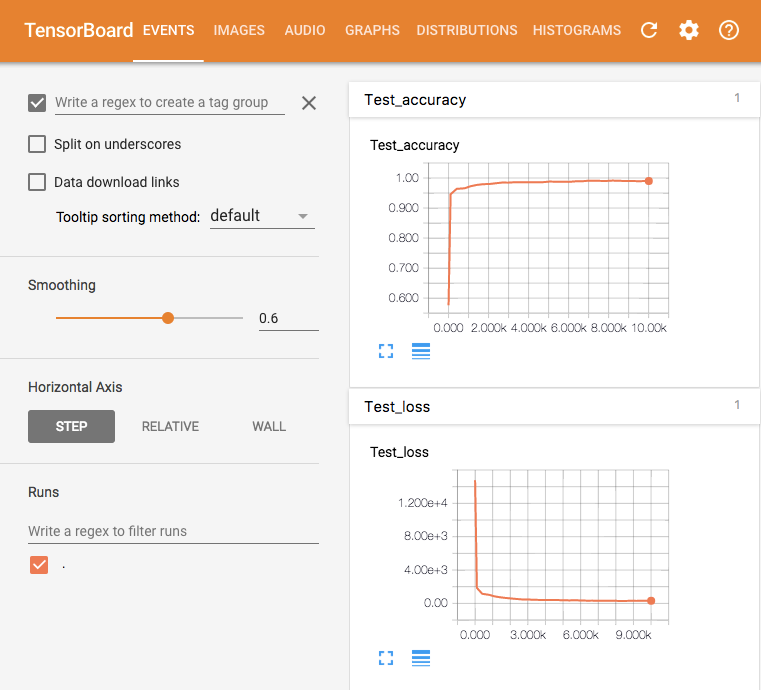 TensorBoard EVENTS IMAGES AUDIO GRAPHS DISTRIBUTIONS HISTOGRAMS
Write a regex to create a tag group
Split on underscores
Data download links
Tooltip sorting method: default
Smoothing
0.6
Horizontal Axis
STEP RELATIVE WALL
Runs
Write a regex to filter runs
.
Test_accuracy 1
Test_accuracy
1.00
0.900
0.800
0.700
0.600
0.000 2.000k 4.000k 6.000k 8.000k 10.00k
Test_loss 1
Test_loss
1.200e+4
8.00e+3
4.00e+3
0.00
0.000 3.000k 6.000k 9.000k